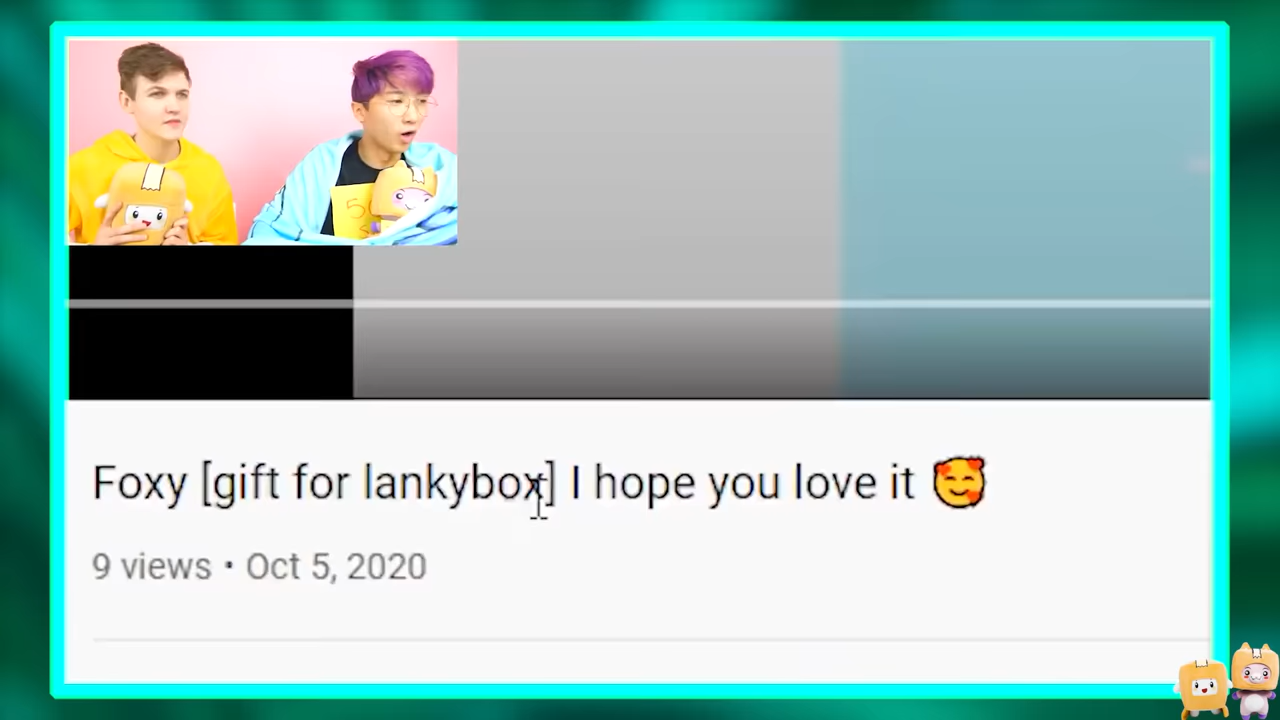 Foxy [gift for lankybox] I hope you love it 🥰
9 views • Oct 5, 2020